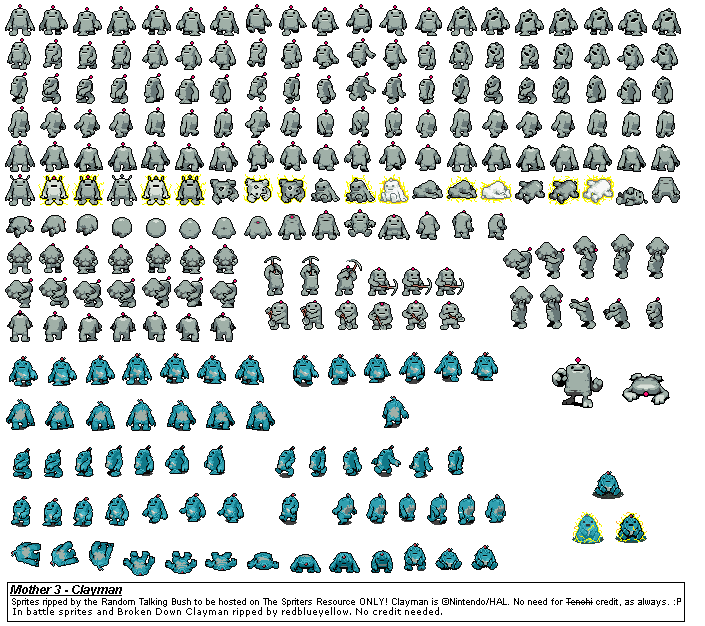 Mother 3 - Clayman
Sprites ripped by the Random Talking Bush to be hosted on The Spriters Resource ONLY! Clayman is ©Nintendo/HAL. No need for Tenohi credit, as always. :P
In battle sprites and Broken Down Clayman ripped by redblueyellow. No credit needed.